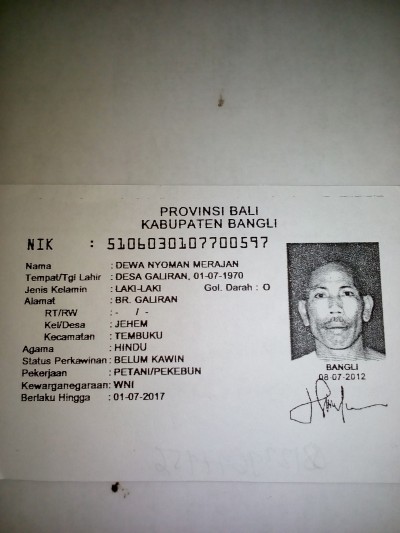 PROVINSI BALI
KABUPATEN BANGLI
NIK : 5106030107700597
Nama : DEWA NYOMAN MERAJAN
Tempat/Tgl Lahir : DESA GALIRAN, 01-07-1970
Jenis Kelamin : LAKI-LAKI Gol. Darah : O
Alamat : BR. GALIRAN
RT/RW : - / -
Kel/Desa : JEHEM
Kecamatan : TEMBUKU
Agama : HINDU
Status Perkawinan : BELUM KAWIN
Pekerjaan : PETANI/PEKEBUN
Kewarganegaraan: WNI
Berlaku Hingga : 01-07-2017
BANGLI
08-07-2012